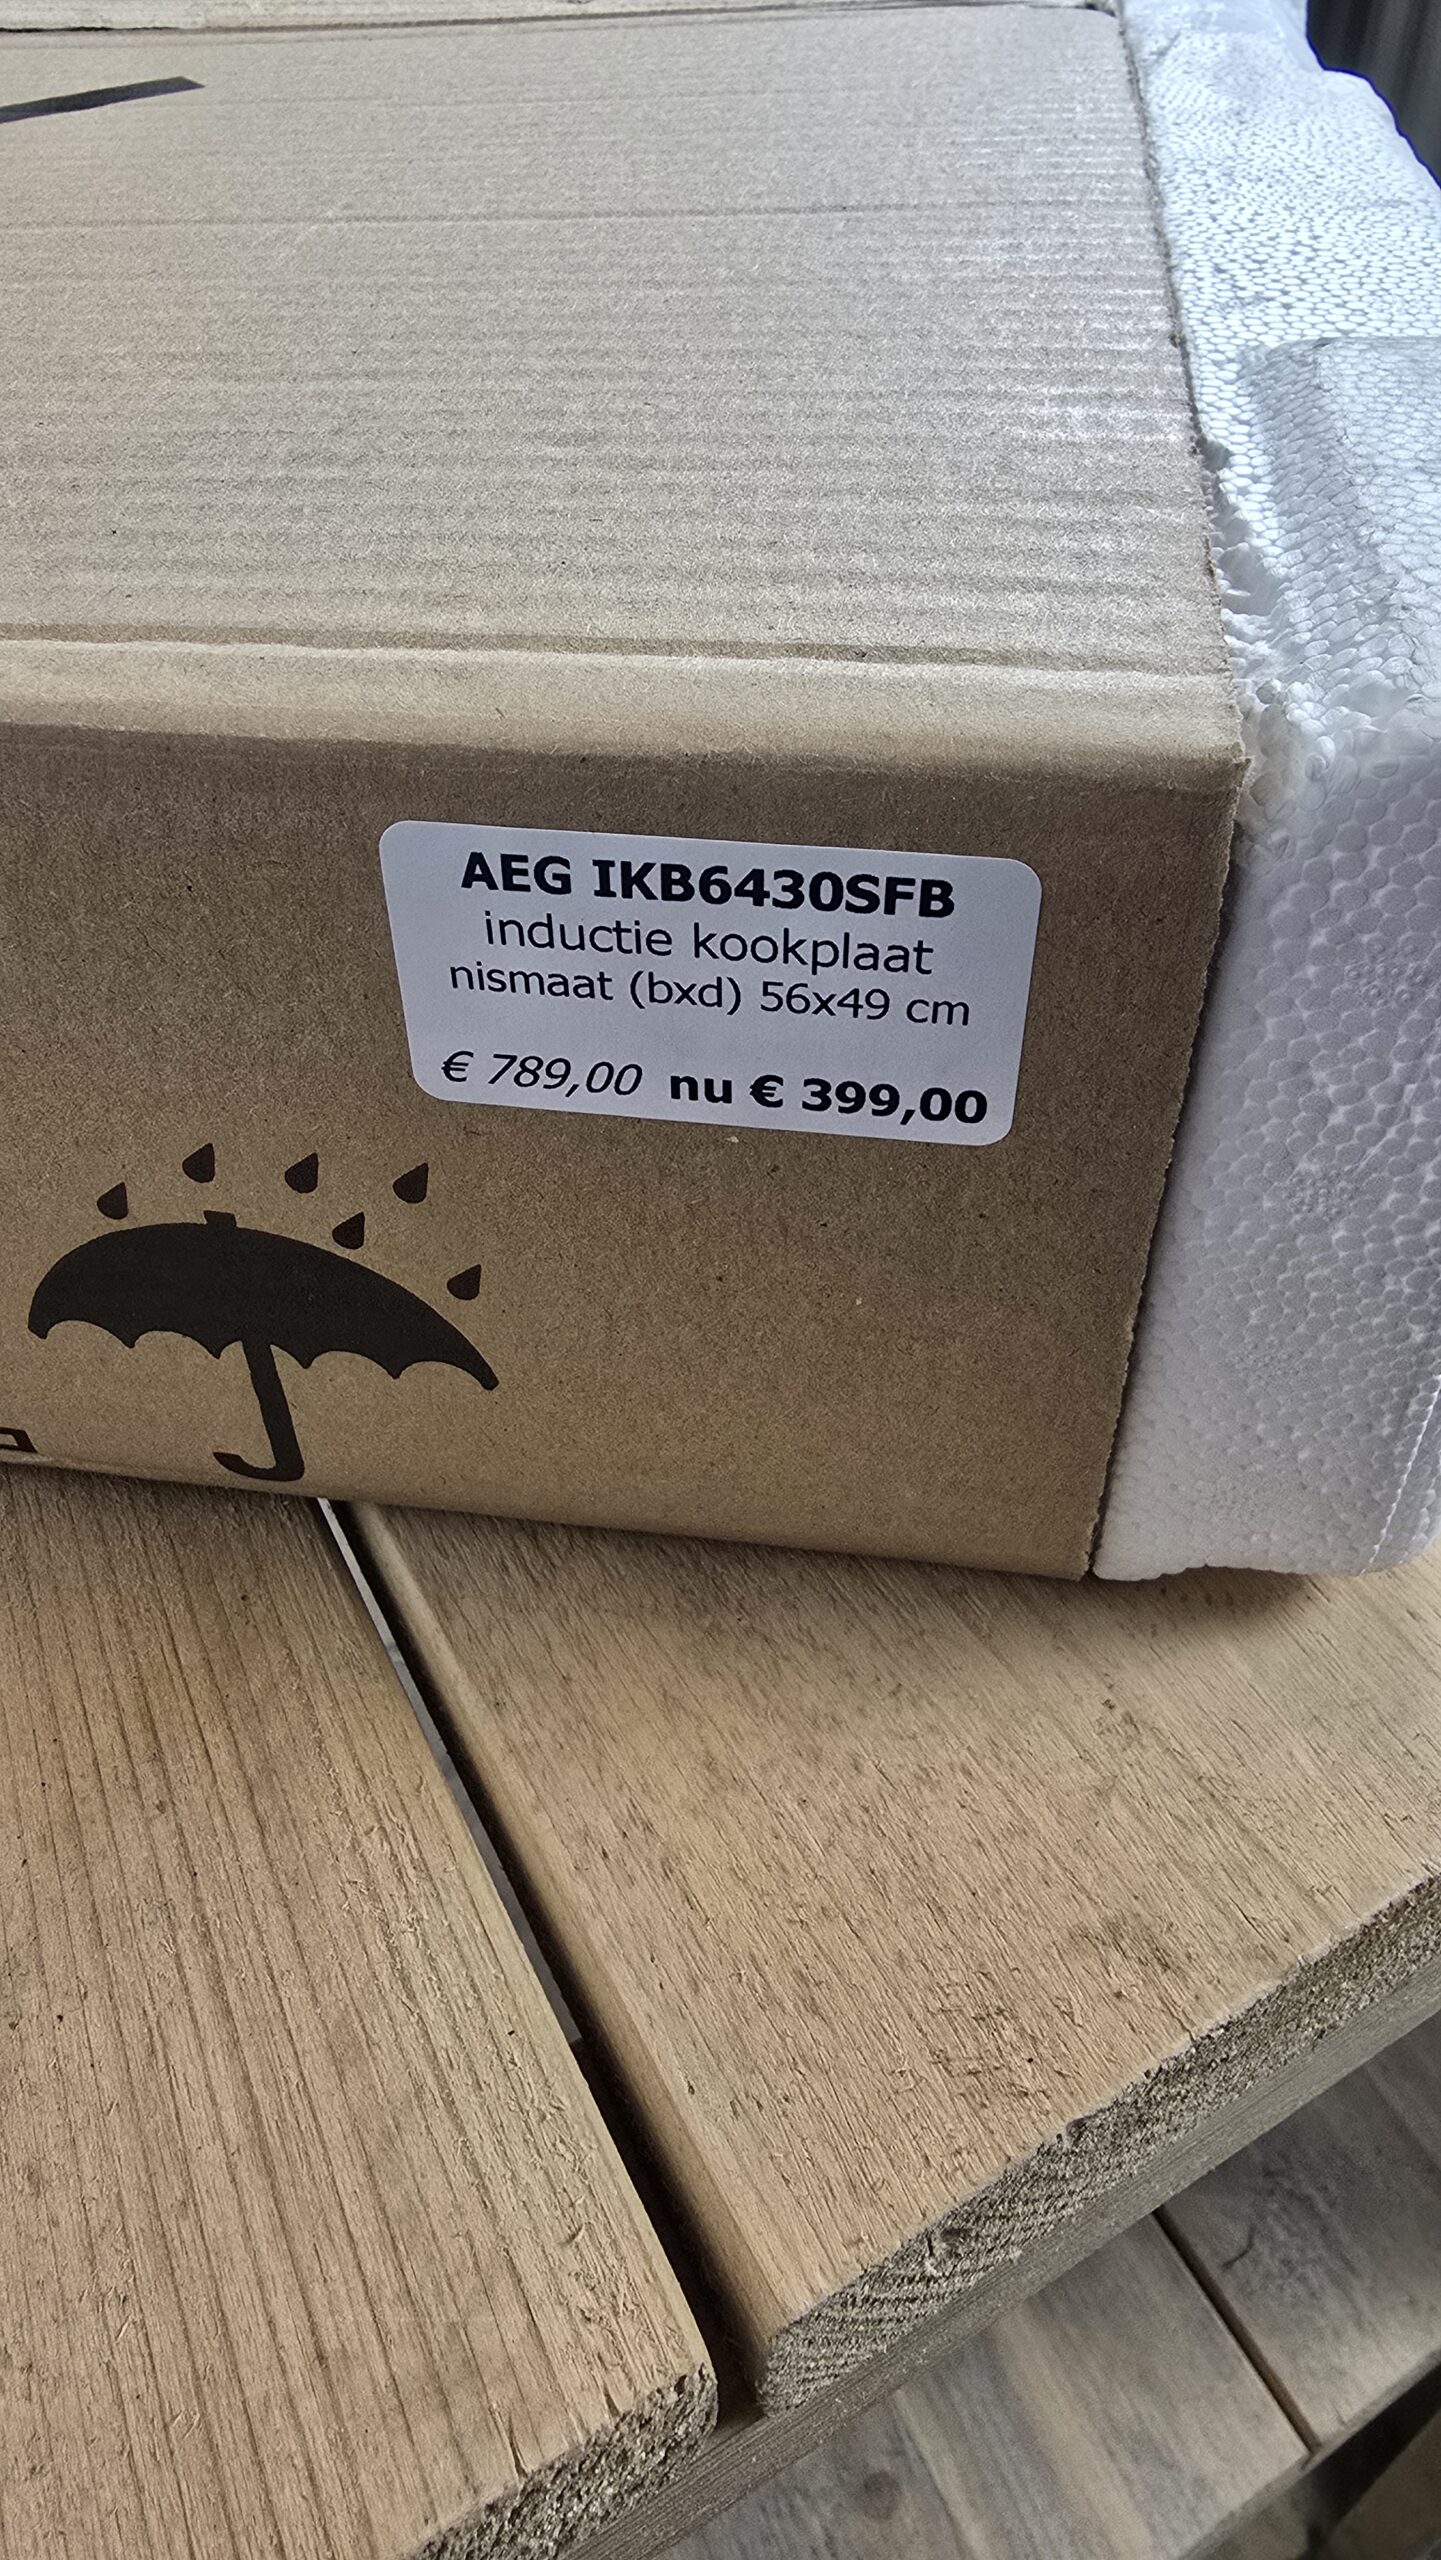 AEG IKB6430SFB
inductie kookplaat
nismaat (bxd) 56x49 cm
€ 789,00 nu € 399,00